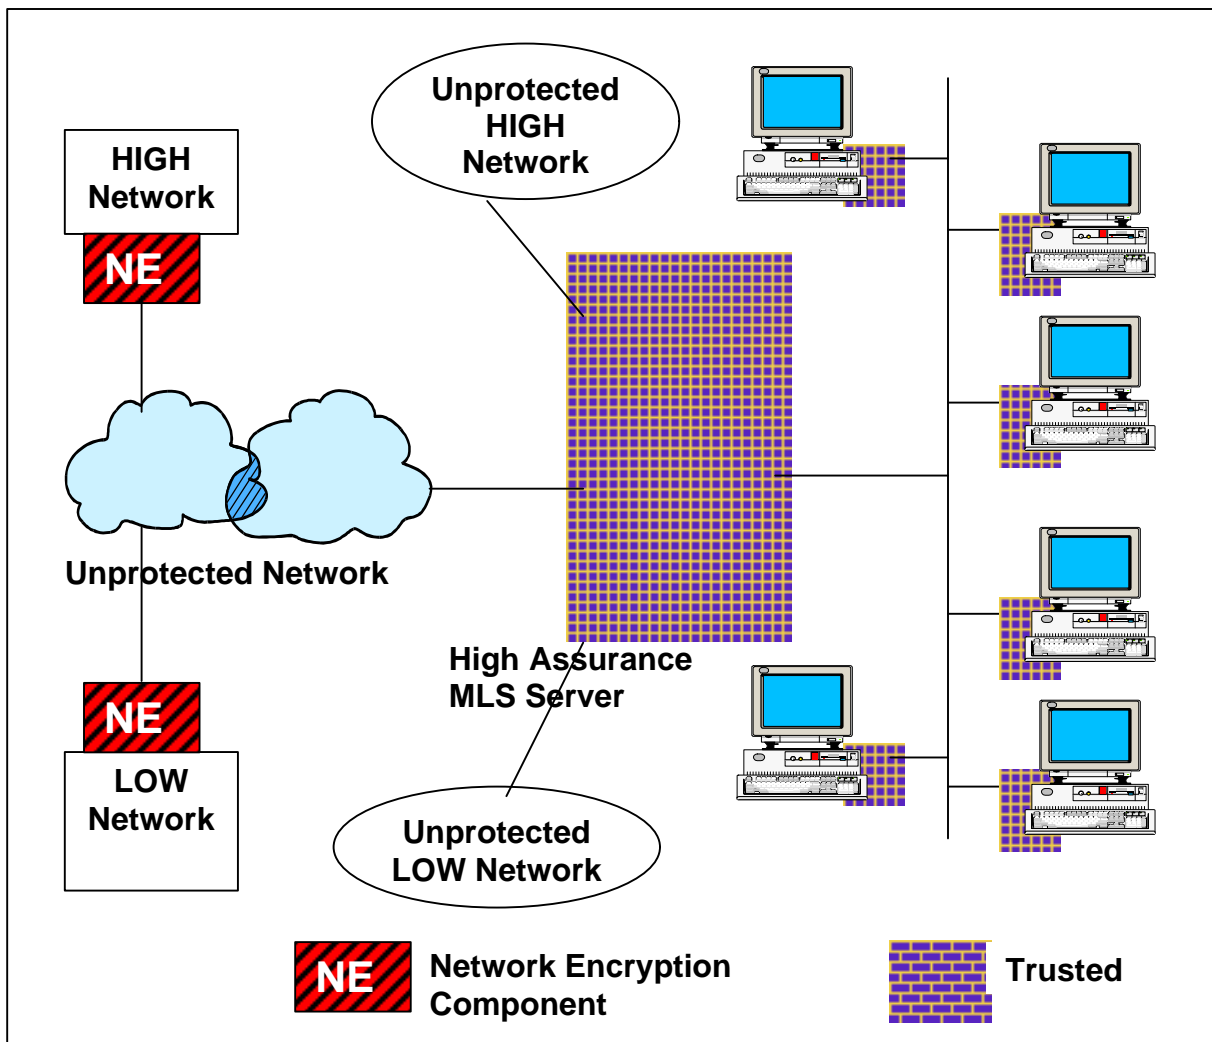 Unprotected
HIGH
Network
HIGH
Network
NE
Unprotected Network
High Assurance
MLS Server
NE
LOW
Network
Unprotected
LOW Network
NE
Network Encryption
Component
Trusted